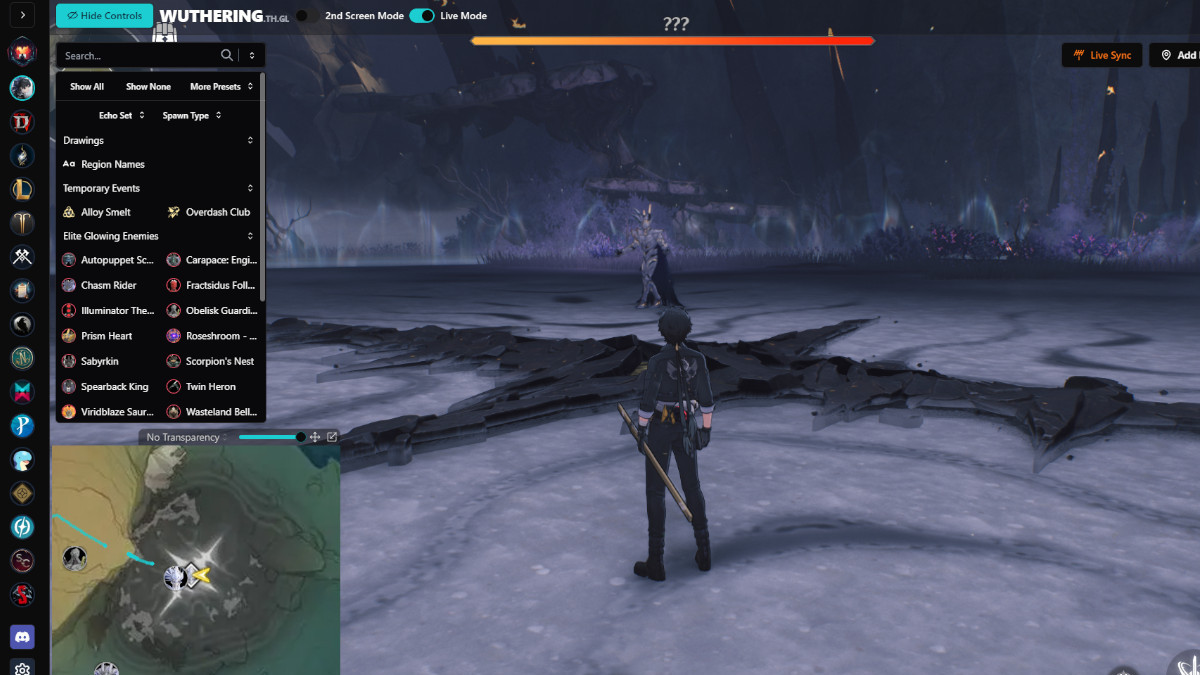 Hide Controls
WUTHERING.TH.GL
2nd Screen Mode
Live Mode
???
Search...
Live Sync
Add
Show All
Show None
More Presets
Echo Set
Spawn Type
Drawings
Aa Region Names
Temporary Events
Alloy Smelt
Overdash Club
Elite Glowing Enemies
Autopuppet Sc...
Carapace: Engi...
Chasm Rider
Fractsidus Foll...
Illuminator The...
Obelisk Guardi...
Prism Heart
Roseshroom - ...
Sabyrkin
Scorpion's Nest
Spearback King
Twin Heron
Viridblaze Saur...
Wasteland Bell...
No Transparency